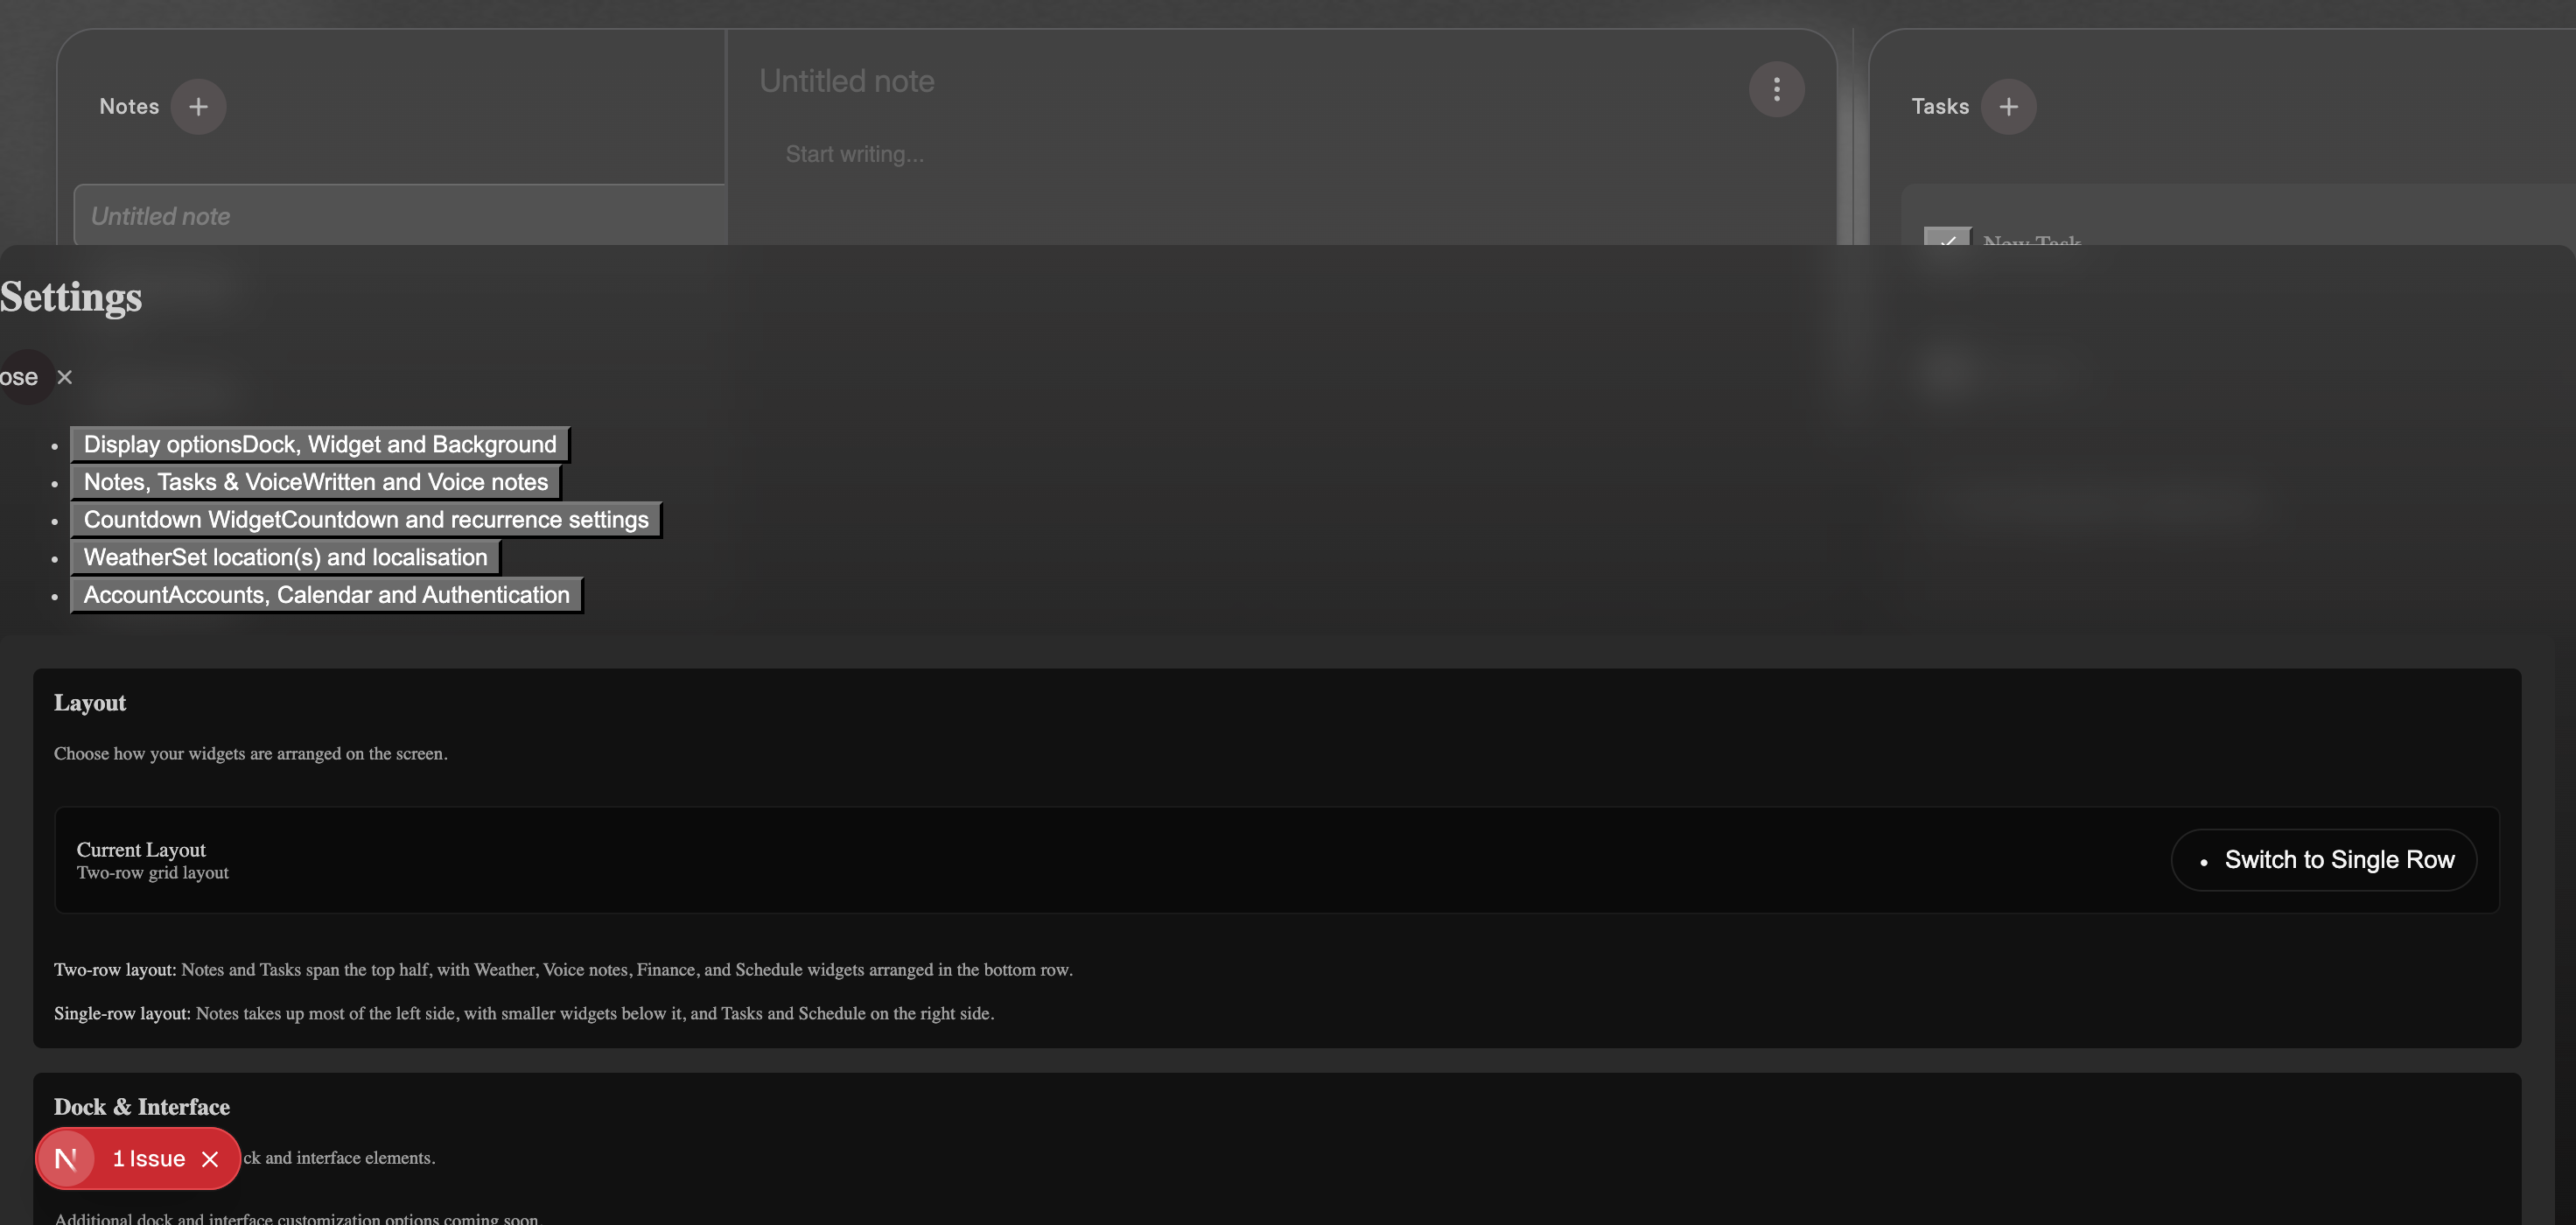 Notes +
Untitled note
Start writing...
Untitled note
Tasks +
New Task
Settings
ose ×
• Display optionsDock, Widget and Background
• Notes, Tasks & VoiceWritten and Voice notes
• Countdown WidgetCountdown and recurrence settings
• WeatherSet location(s) and localisation
• AccountAccounts, Calendar and Authentication
Layout
Choose how your widgets are arranged on the screen.
Current Layout
Two-row grid layout
• Switch to Single Row
Two-row layout: Notes and Tasks span the top half, with Weather, Voice notes, Finance, and Schedule widgets arranged in the bottom row.
Single-row layout: Notes takes up most of the left side, with smaller widgets below it, and Tasks and Schedule on the right side.
Dock & Interface
N 1 Issue ×
ck and interface elements.
Additional dock and interface customization options coming soon.